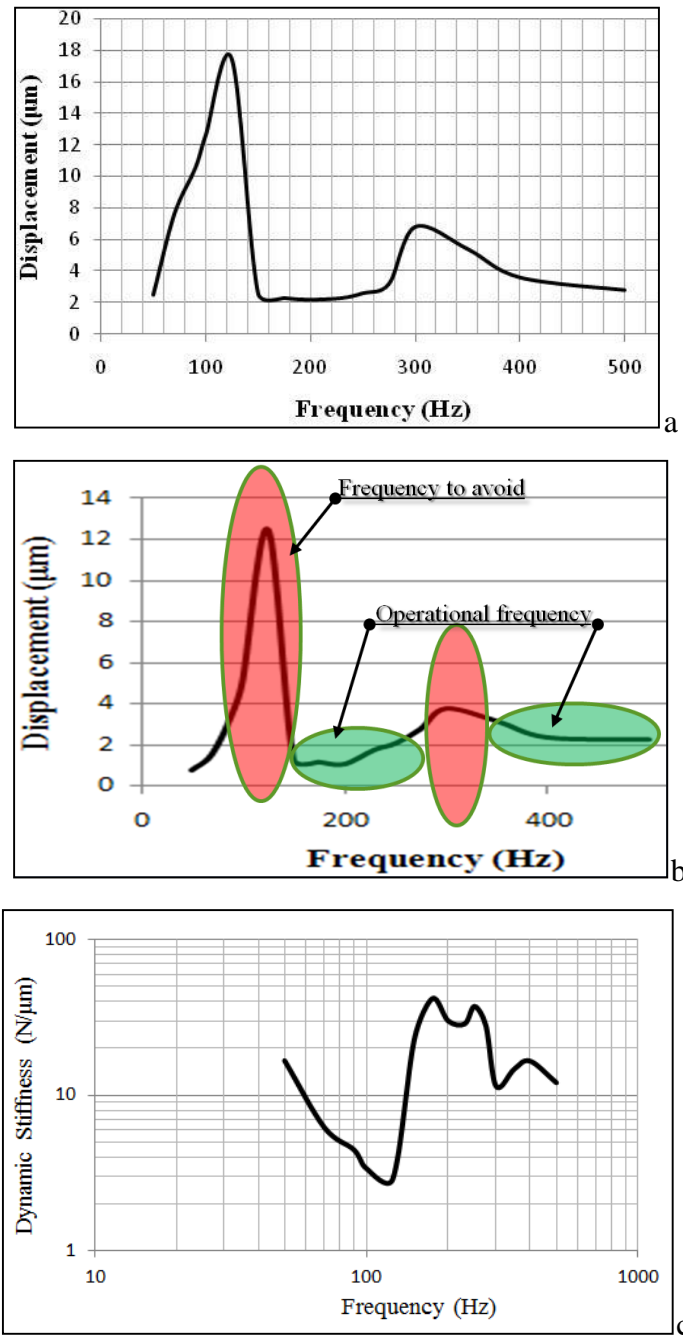 20
18
16
14
12
10
8
6
4
2
0
Displacement (µm)
0 100 200 300 400 500
Frequency (Hz)
a
Frequency to avoid
Operational frequency
14
12
10
8
6
4
2
0
Displacement (µm)
0 200 400
Frequency (Hz)
b
100
10
1
Dynamic Stiffness (N/µm)
10 100 1000
Frequency (Hz)
c